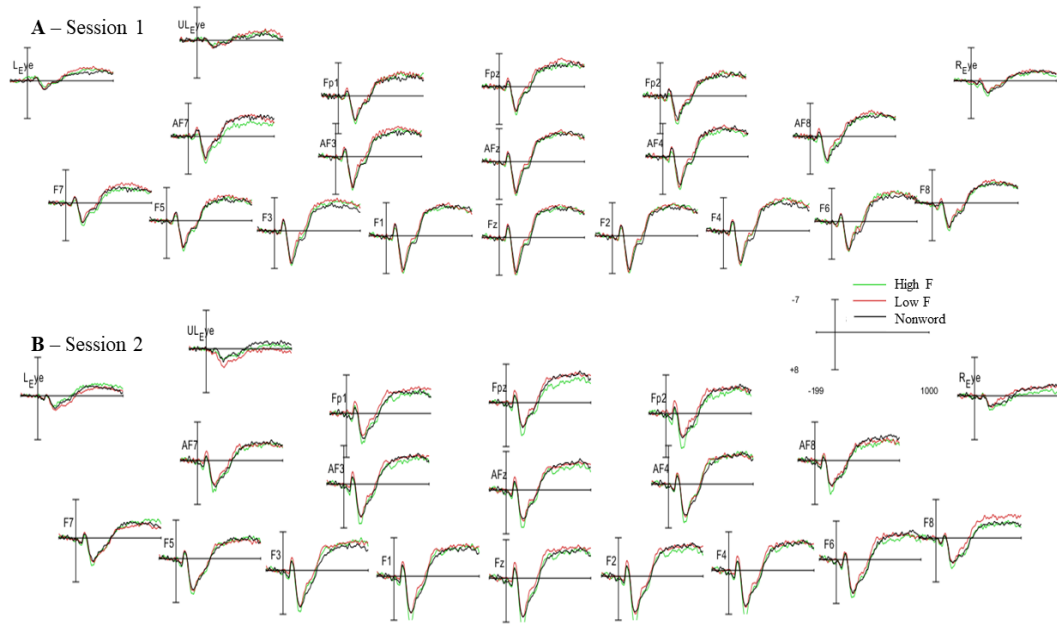 A – Session 1
UL_Eye
L_Eye
R_Eye
Fp1
Fpz
Fp2
AF7
AF3
AFz
AF4
AF8
F7
F5
F3
F1
Fz
F2
F4
F6
F8
High F
Low F
Nonword
-7
+8
-199
1000
B – Session 2
UL_Eye
L_Eye
R_Eye
Fp1
Fpz
Fp2
AF7
AF3
AFz
AF4
AF8
F7
F5
F3
F1
Fz
F2
F4
F6
F8